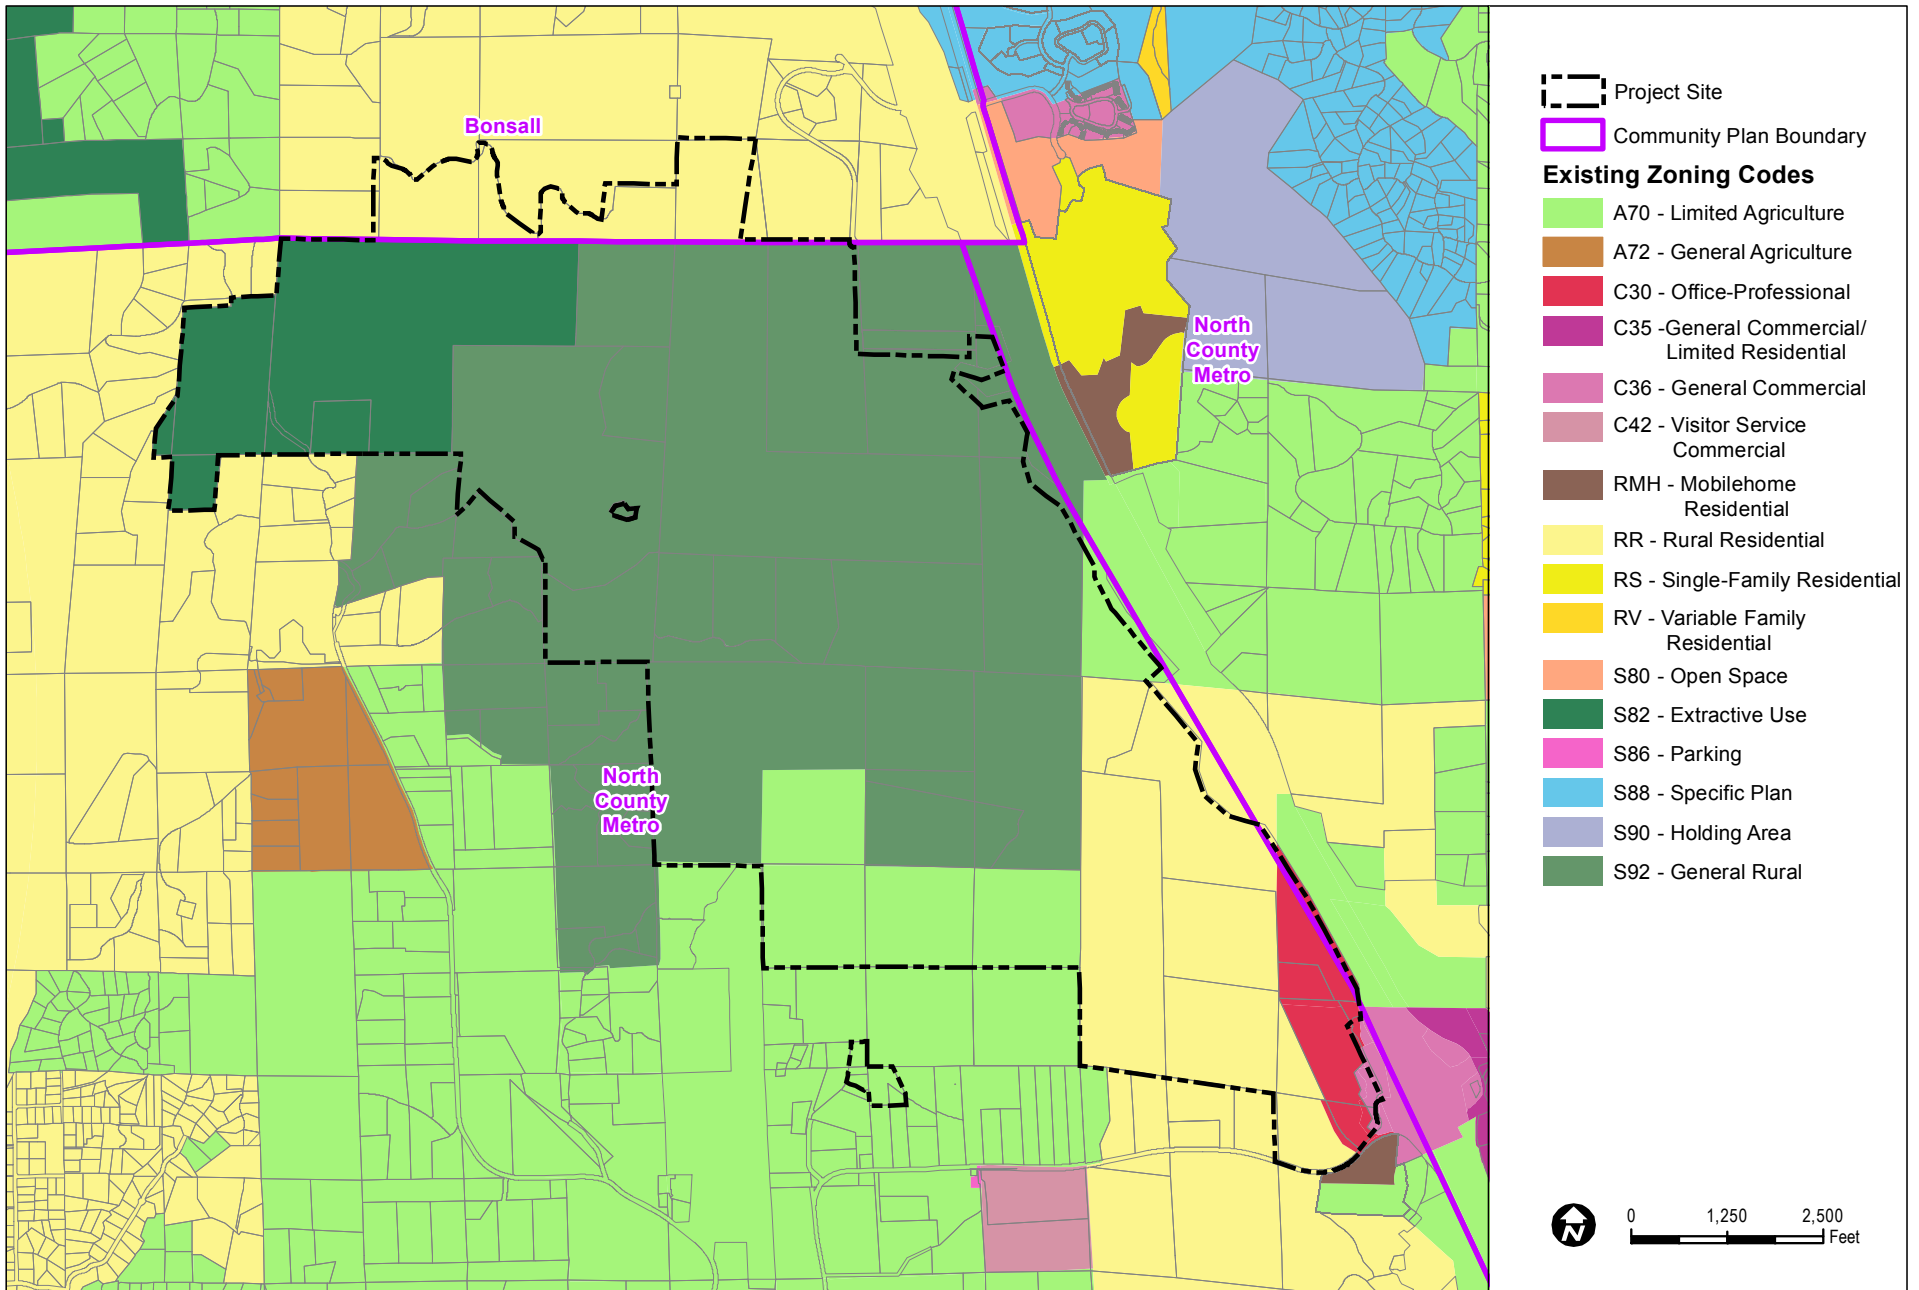 Bonsall
North
County
Metro
North
County
Metro
Project Site
Community Plan Boundary
Existing Zoning Codes
A70 - Limited Agriculture
A72 - General Agriculture
C30 - Office-Professional
C35 -General Commercial/
Limited Residential
C36 - General Commercial
C42 - Visitor Service
Commercial
RMH - Mobilehome
Residential
RR - Rural Residential
RS - Single-Family Residential
RV - Variable Family
Residential
S80 - Open Space
S82 - Extractive Use
S86 - Parking
S88 - Specific Plan
S90 - Holding Area
S92 - General Rural
N
0 1,250 2,500
Feet